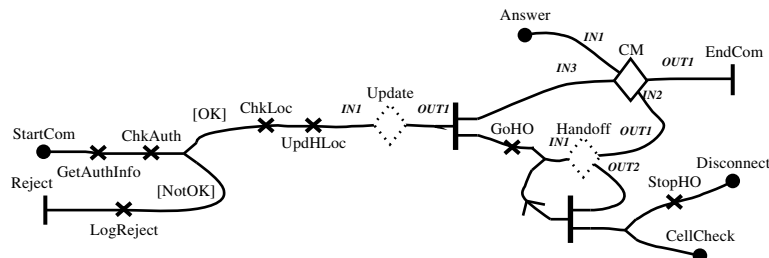 Answer
IN1
CM
EndCom
OUT1
IN3
IN2
Update
[OK]
ChkLoc
IN1
OUT1
UpdHLoc
GoHO
Handoff
IN1
OUT1
OUT2
StartCom
ChkAuth
GetAuthInfo
Disconnect
StopHO
Reject
[NotOK]
LogReject
CellCheck